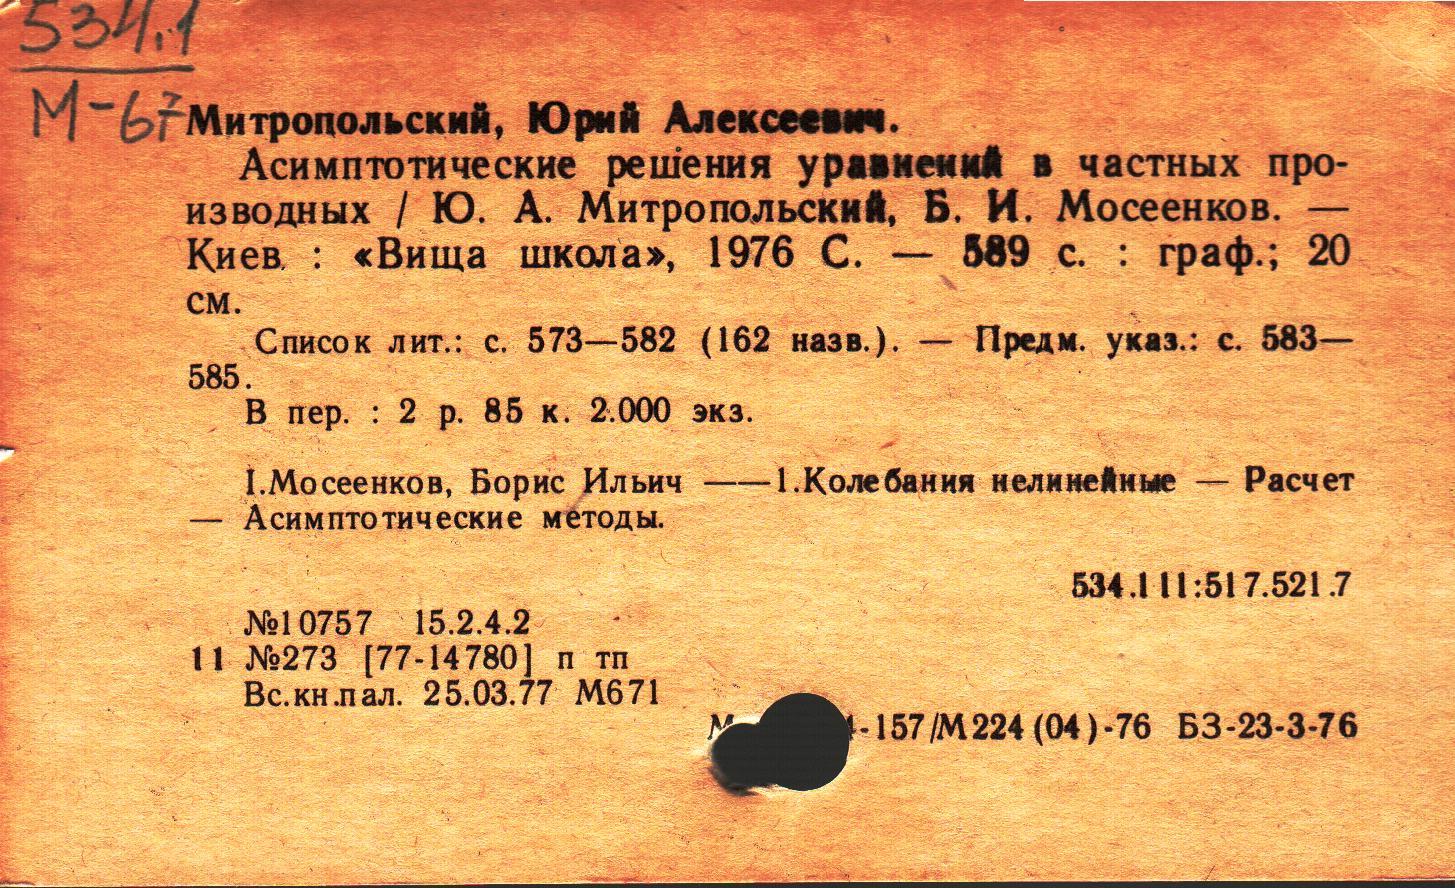 534.1
М-67
Митропольский, Юрий Алексеевич.
Асимптотические решения уравнений в частных про-
изводных / Ю. А. Митропольский, Б. И. Мосеенков. —
Киев. : «Вища школа», 1976 С. — 589 с. : граф.; 20
см.
Список лит.: с. 573—582 (162 назв.). — Предм. указ.: с. 583—
585.
В пер. : 2 р. 85 к. 2.000 экз.
I.Мосеенков, Борис Ильич ——1.Колебания нелинейные — Расчет
— Асимптотические методы.
534.111:517.521.7
№10757 15.2.4.2
11 №273 [77-14780] п тп
Вс.кн.пал. 25.03.77 М671
-157/М224(04)-76 БЗ-23-3-76